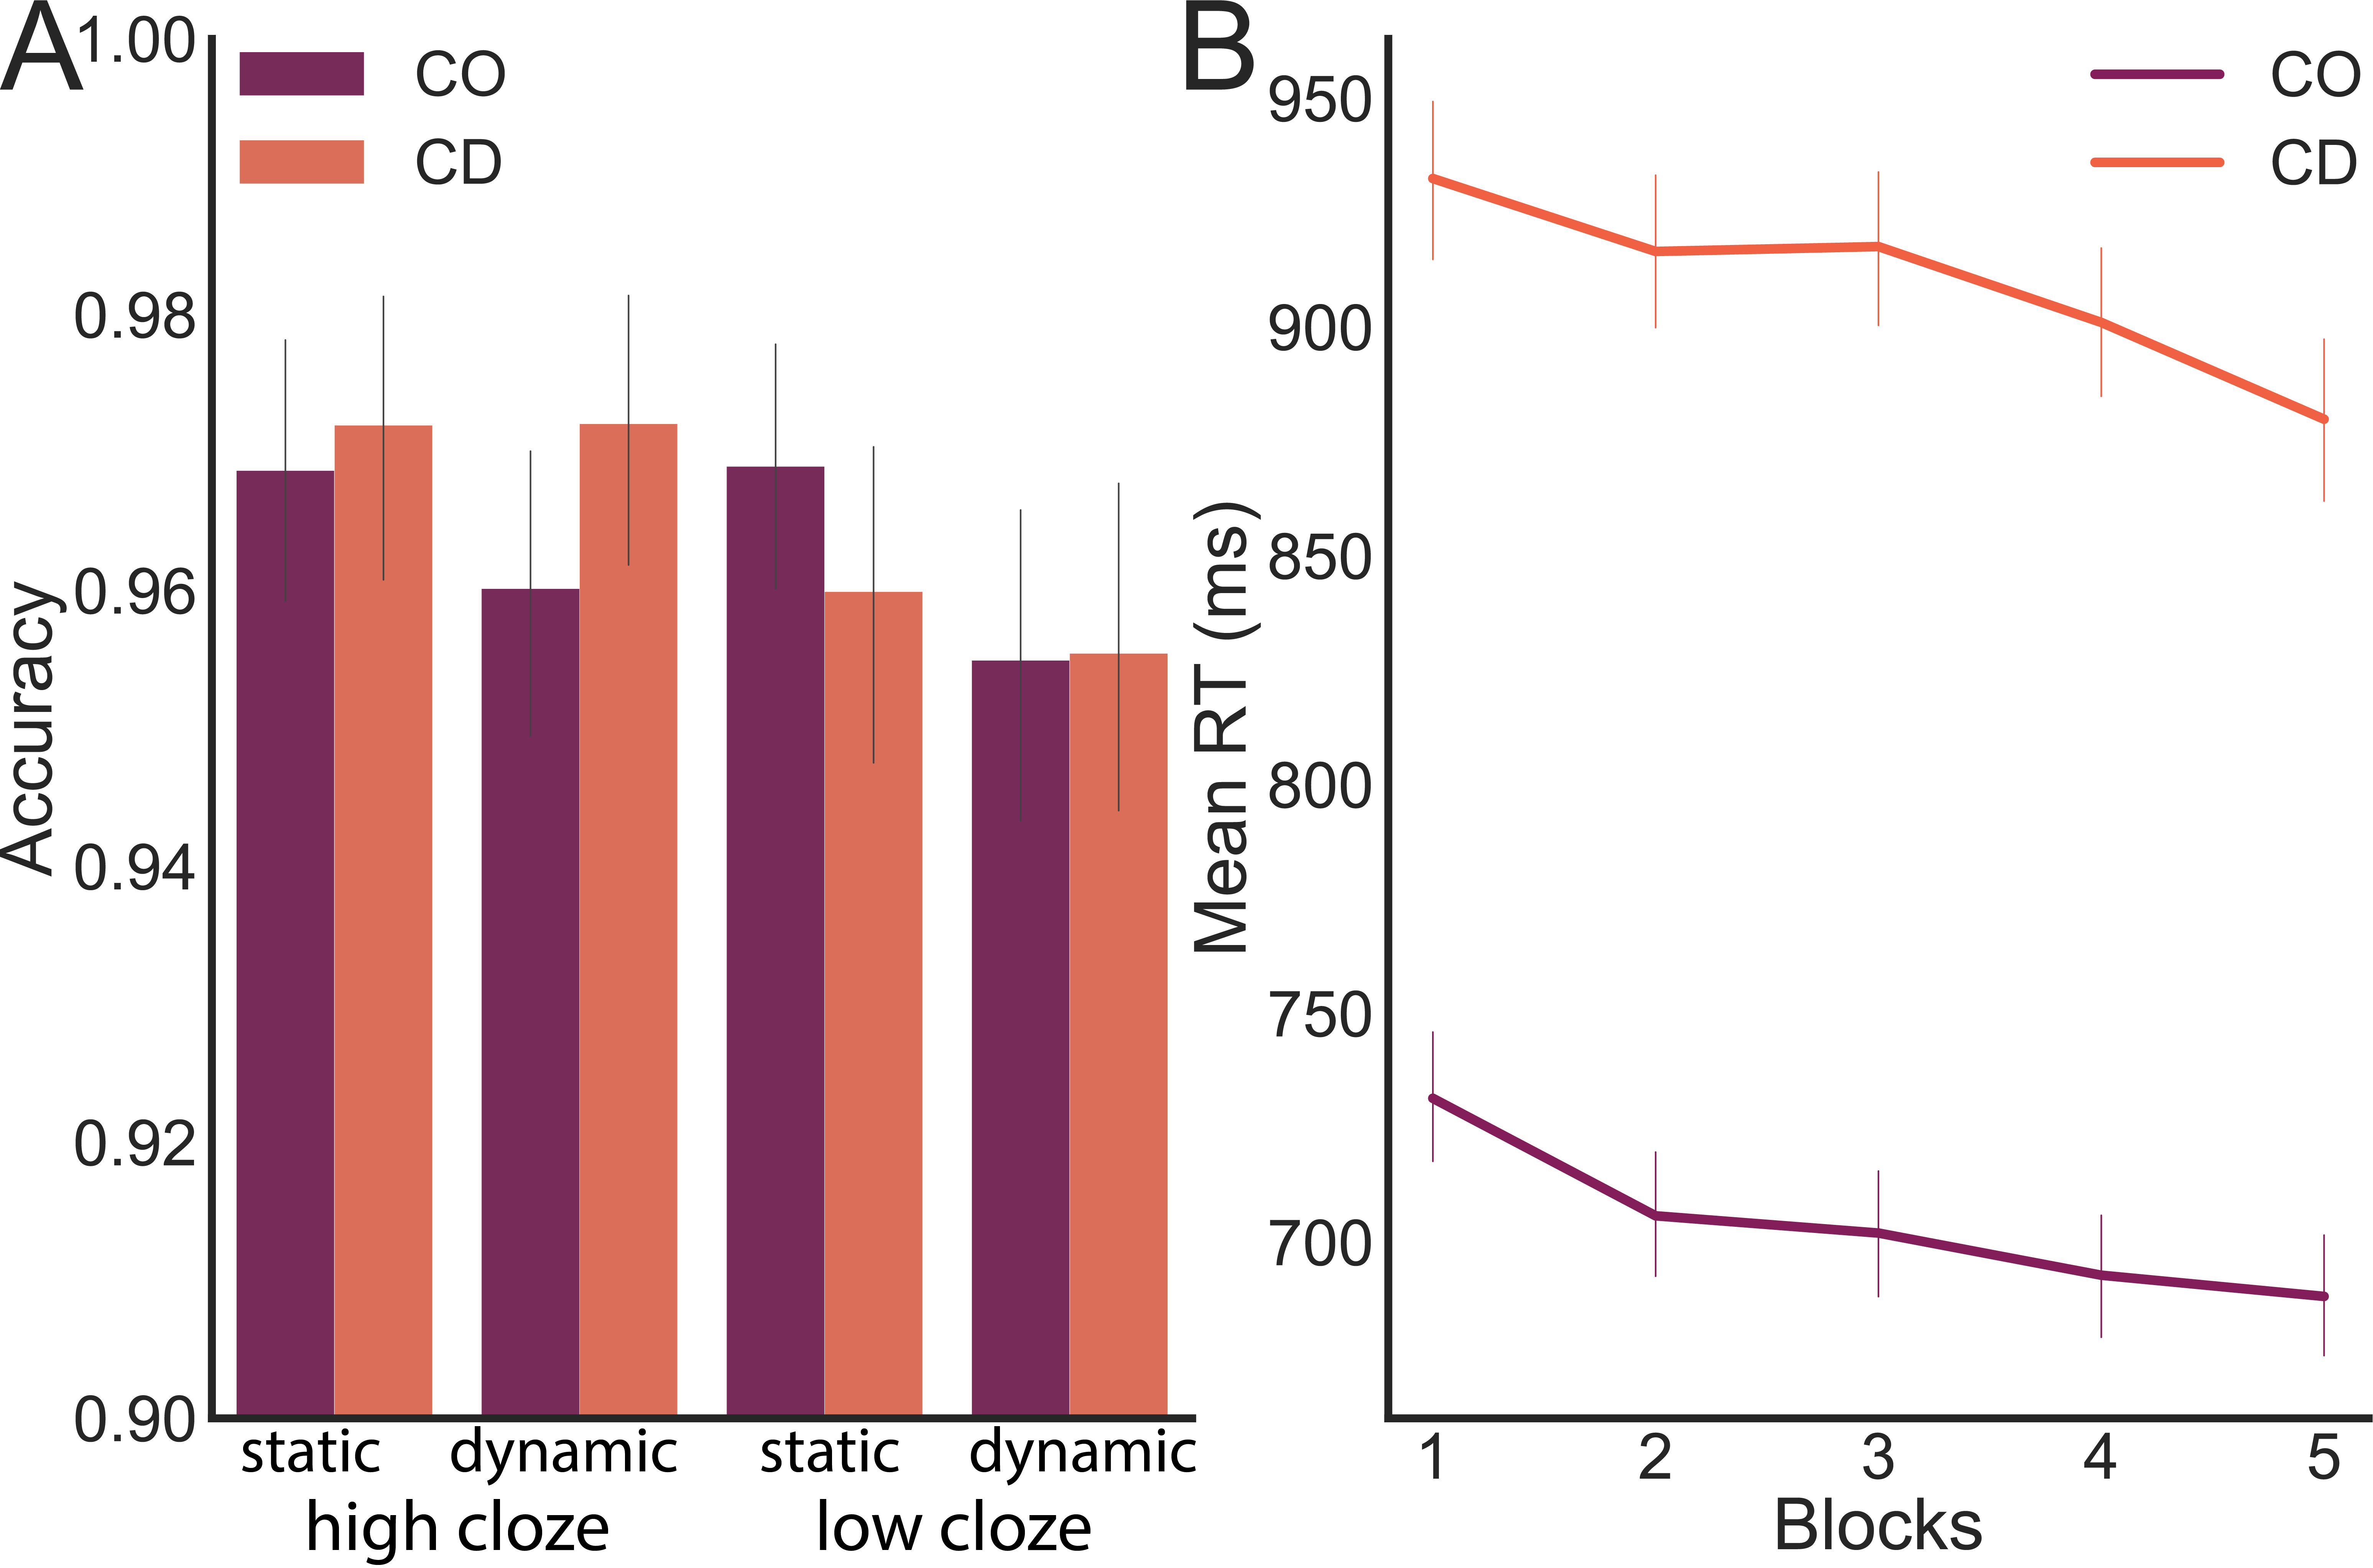 A
1.00
0.98
0.96
0.94
0.92
0.90
Accuracy
CO
CD
static dynamic static dynamic
high cloze low cloze
B
950
900
850
800
750
700
Mean RT (ms)
CO
CD
1 2 3 4 5
Blocks